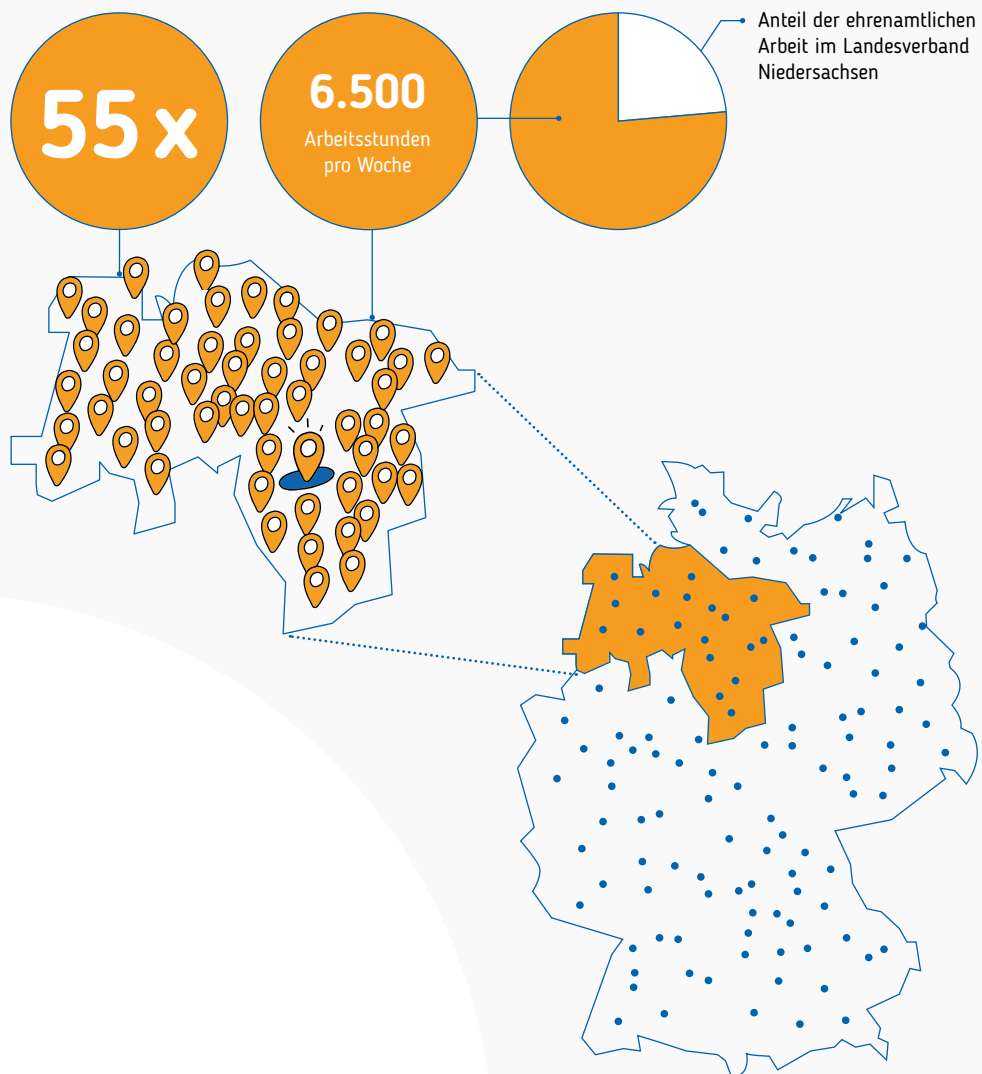 55 x
6.500
Arbeitsstunden
pro Woche
Anteil der ehrenamtlichen
Arbeit im Landesverband
Niedersachsen